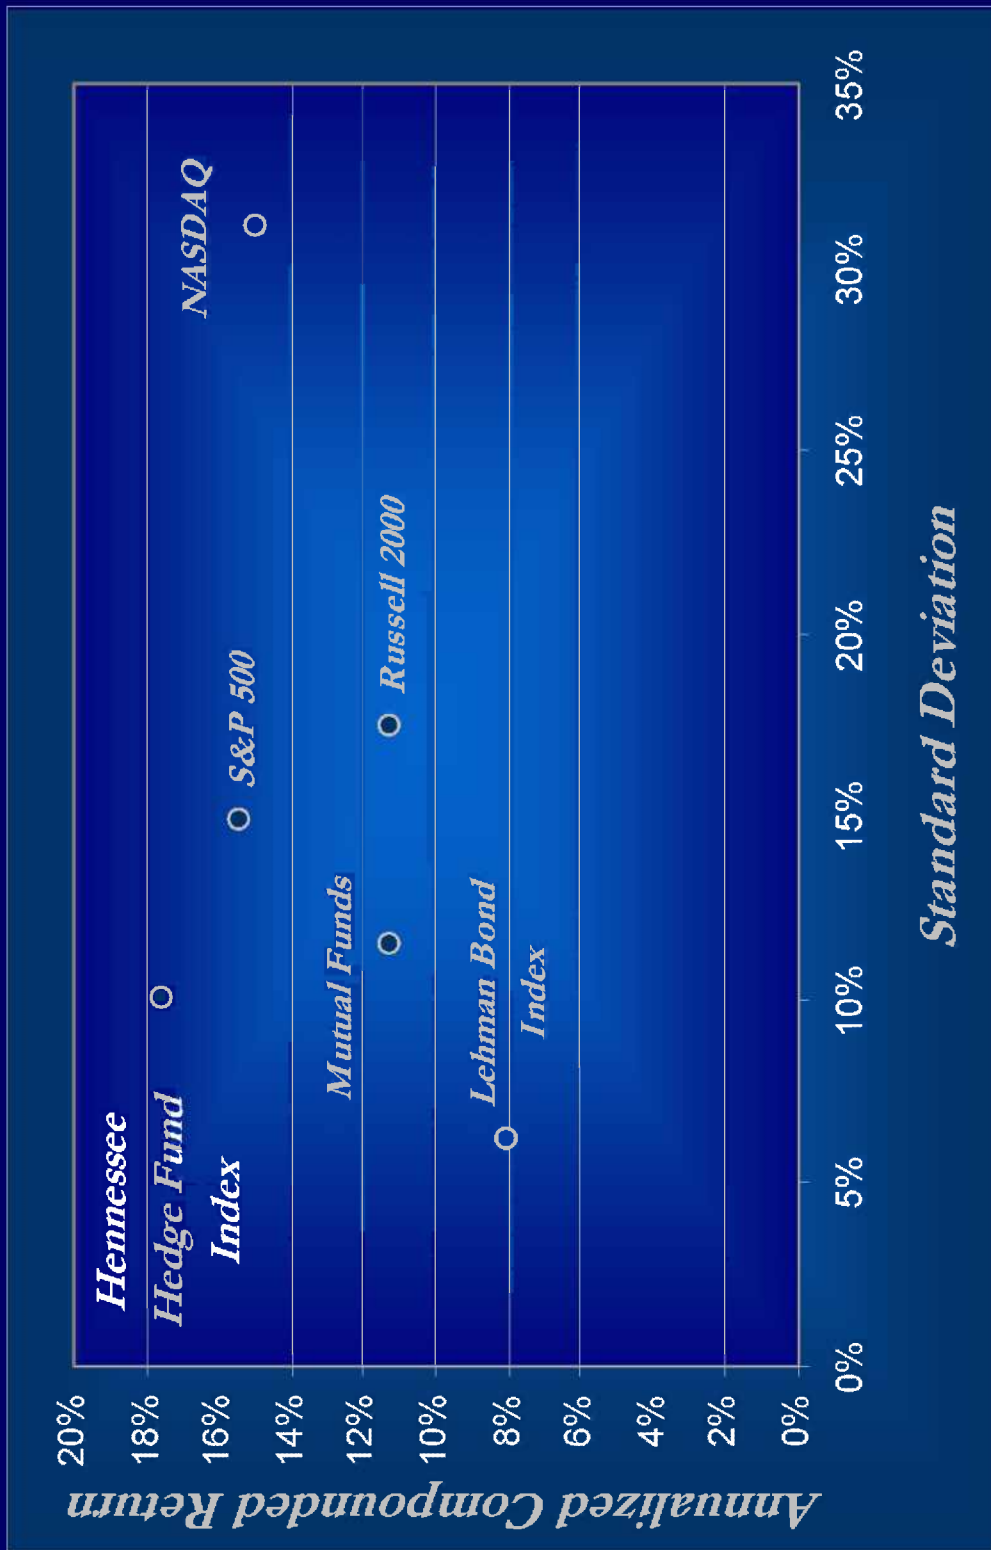 Annualized Compounded Return
20%
18%
16%
14%
12%
10%
8%
6%
4%
2%
0%
Hennessee
Hedge Fund
Index
S&P 500
NASDAQ
Mutual Funds
Russell 2000
Lehman Bond
Index
0%
5%
10%
15%
20%
25%
30%
35%
Standard Deviation